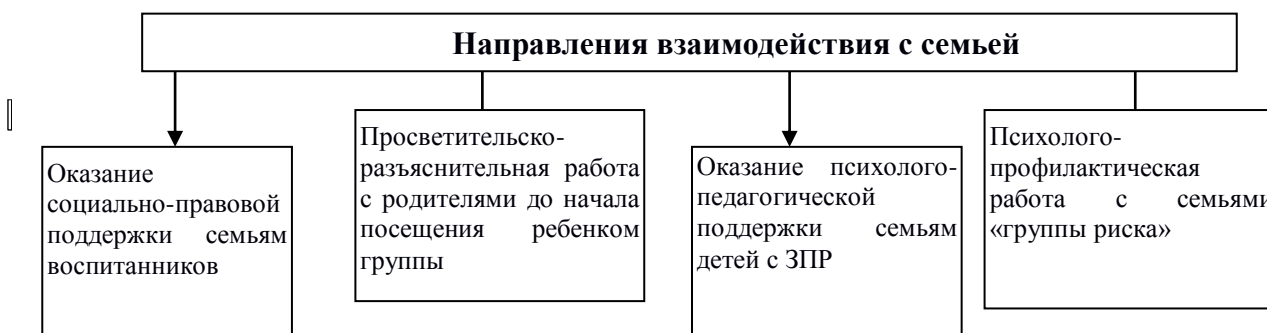 Направления взаимодействия с семьей
Оказание
социально-правовой
поддержки семьям
воспитанников
Просветительско-
разъяснительная работа
с родителями до начала
посещения ребенком
группы
Оказание психолого-
педагогической
поддержки семьям
детей с ЗПР
Психолого-
профилактическая
работа с семьями
«группы риска»